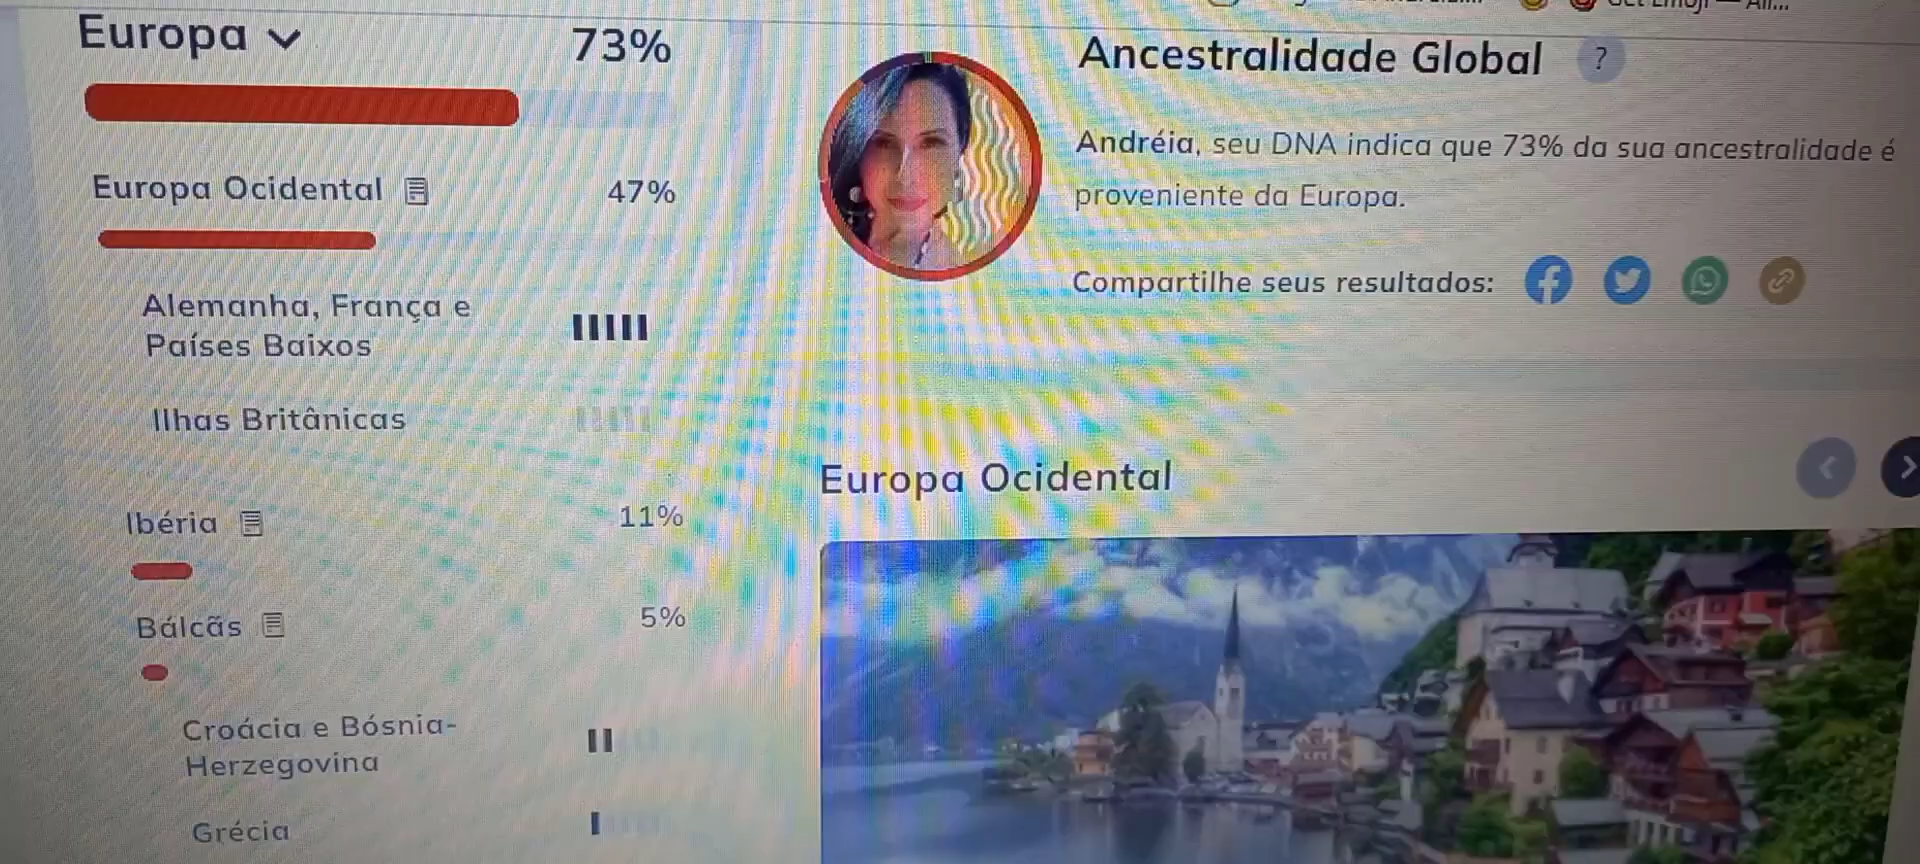 Europa
73%
Europa Ocidental
47%
Alemanha, França e
Países Baixos
Ilhas Britânicas
Ibéria
11%
Bálcãs
5%
Croácia e Bósnia-
Herzegovina
Grécia
Ancestralidade Global
?
Andréia, seu DNA indica que 73% da sua ancestralidade é
proveniente da Europa.
Compartilhe seus resultados:
Europa Ocidental